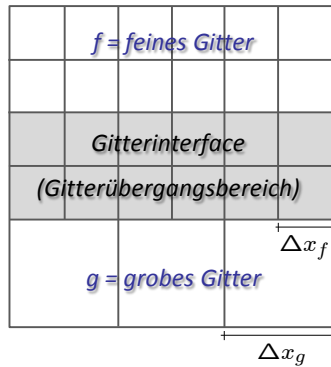 f = feines Gitter
Gitterinterface
(Gitterübergangsbereich)
Δx_f
g = grobes Gitter
Δx_g